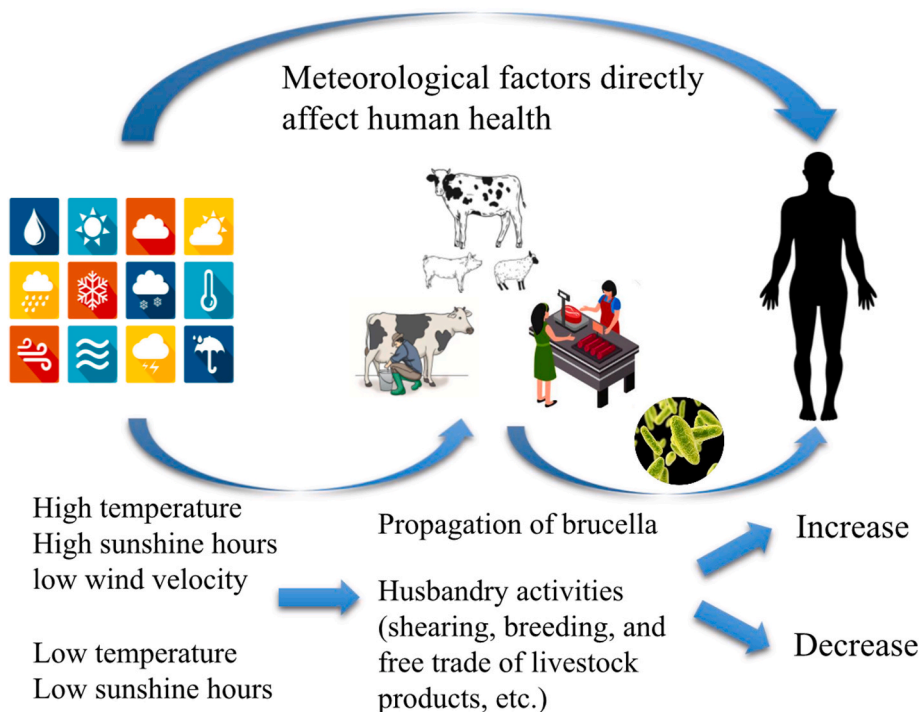 Meteorological factors directly
affect human health
High temperature
High sunshine hours
low wind velocity
Low temperature
Low sunshine hours
Propagation of brucella
Husbandry activities
(shearing, breeding, and
free trade of livestock
products, etc.)
Increase
Decrease